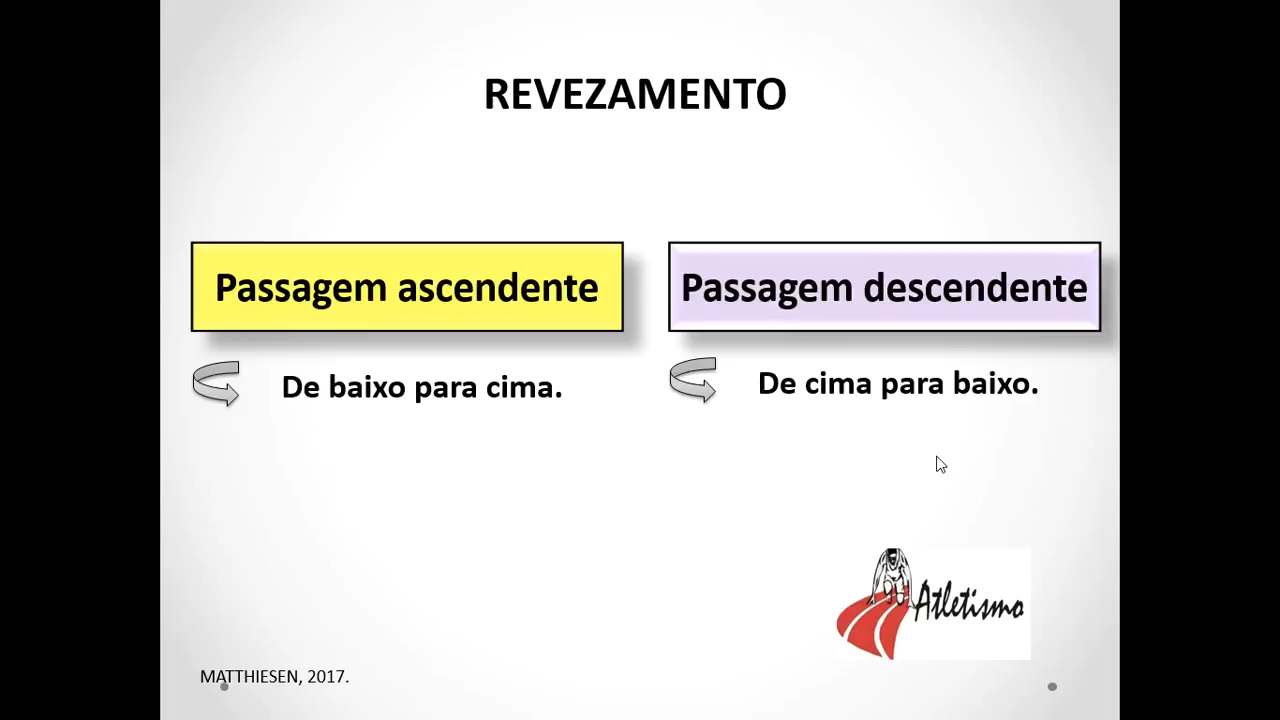 REVEZAMENTO
Passagem ascendente
De baixo para cima.
Passagem descendente
De cima para baixo.
Atletismo
MATTHIESEN, 2017.